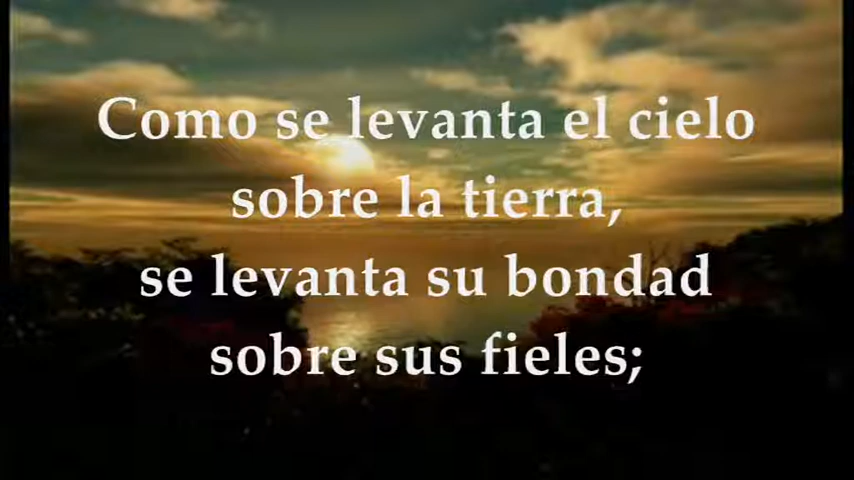 Como se levanta el cielo
sobre la tierra,
se levanta su bondad
sobre sus fieles;